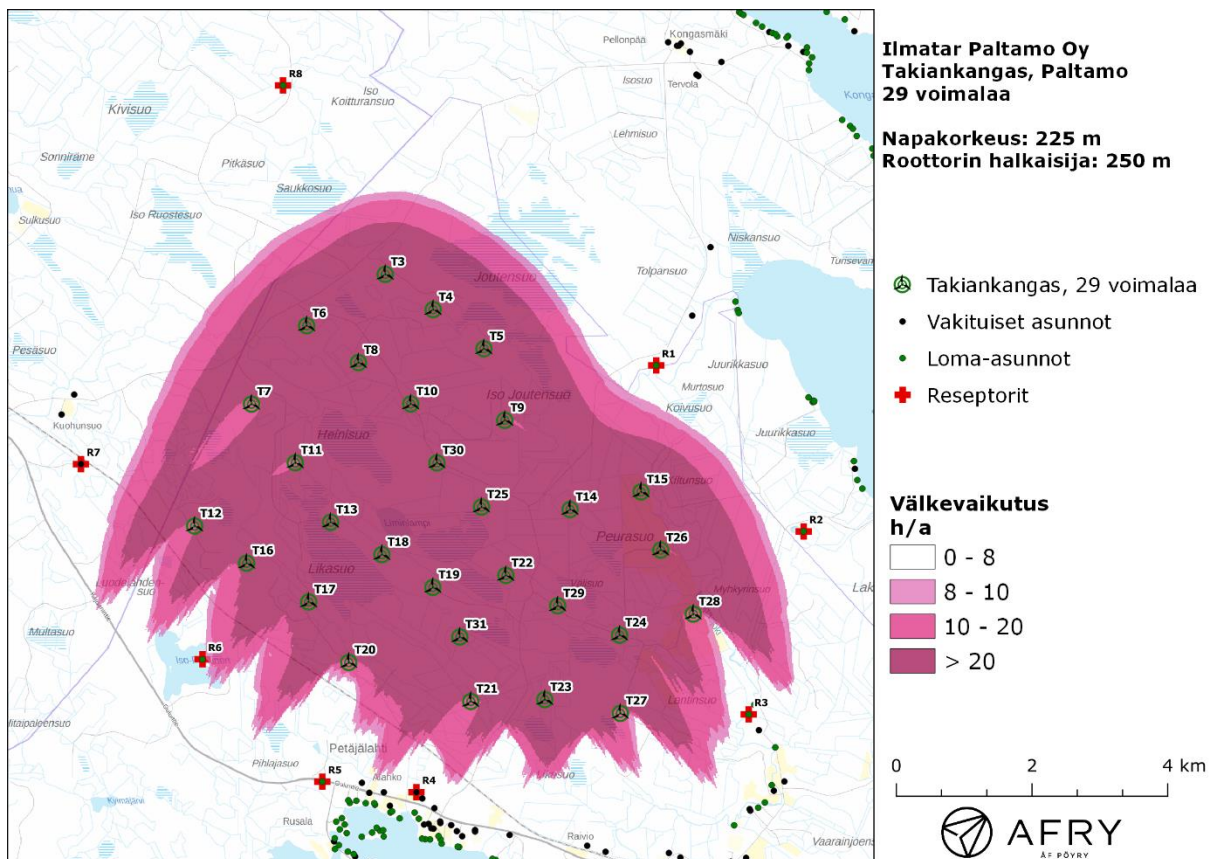 Ilmatar Paltamo Oy
Takiankangas, Paltamo
29 voimalaa
Napakorkeus: 225 m
Roottorin halkaisija: 250 m
Takiankangas, 29 voimalaa
Vakituiset asunnot
Loma-asunnot
Reseptorit
Välkevaikutus
h/a
0 - 8
8 - 10
10 - 20
> 20
0 2 4 km
AFRY
ÅF PÖYRY
Pellonpää
Kongasmäki
Tervola
Isosuo
R8
Iso
Koitturansuo
Kivisuo
Lehmisuo
Sonniräme
Pitkäsuo
Saukkosuo
Sulkusuo
Iso Ruostesuo
Niskansuo
Tolpansuo
T3
Joutensuo
T4
T6
T5
Pesäsuo
T8
R1
Juurikkasuo
Murtosuo
Koivusuo
T7
T10
Iso Joutensuo
T9
Kuohunsuo
Heinisuo
Juurikkasuo
R7
T11
T30
T15
T25
T14
T12
T13
R2
Peurasuo
T18
T26
T16
Likasuo
T22
T19
T17
T29
T28
Multasuo
T24
T31
R6
T20
T21
T23
T27
Lentinsuo
R3
Petäjälahti
Pihlajasuo
R5
R4
Rusala
Raivio
Vaarainjoens